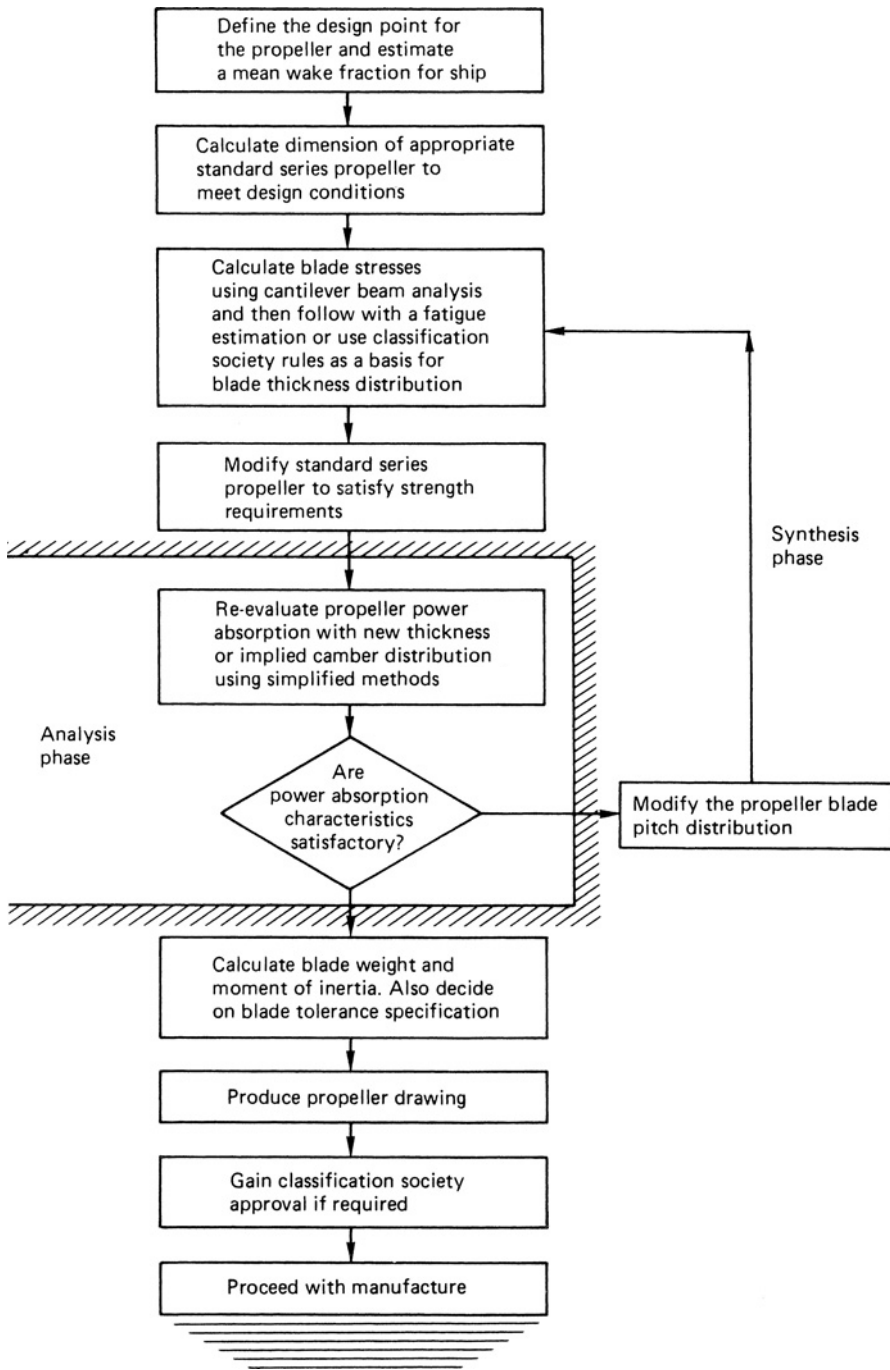 Define the design point for
the propeller and estimate
a mean wake fraction for ship
Calculate dimension of appropriate
standard series propeller to
meet design conditions
Calculate blade stresses
using cantilever beam analysis
and then follow with a fatigue
estimation or use classification
society rules as a basis for
blade thickness distribution
Modify standard series
propeller to satisfy strength
requirements
Synthesis
phase
Re-evaluate propeller power
absorption with new thickness
or implied camber distribution
using simplified methods
Analysis
phase
Are
power absorption
characteristics
satisfactory?
Modify the propeller blade
pitch distribution
Calculate blade weight and
moment of inertia. Also decide
on blade tolerance specification
Produce propeller drawing
Gain classification society
approval if required
Proceed with manufacture